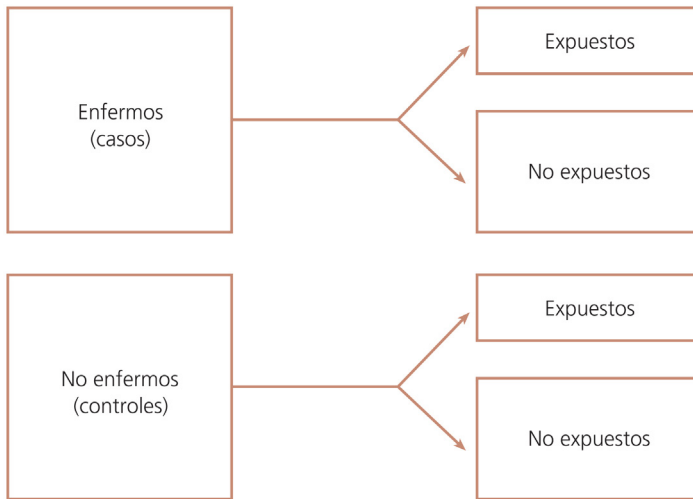 Enfermos
(casos)
Expuestos
No expuestos
No enfermos
(controles)
Expuestos
No expuestos